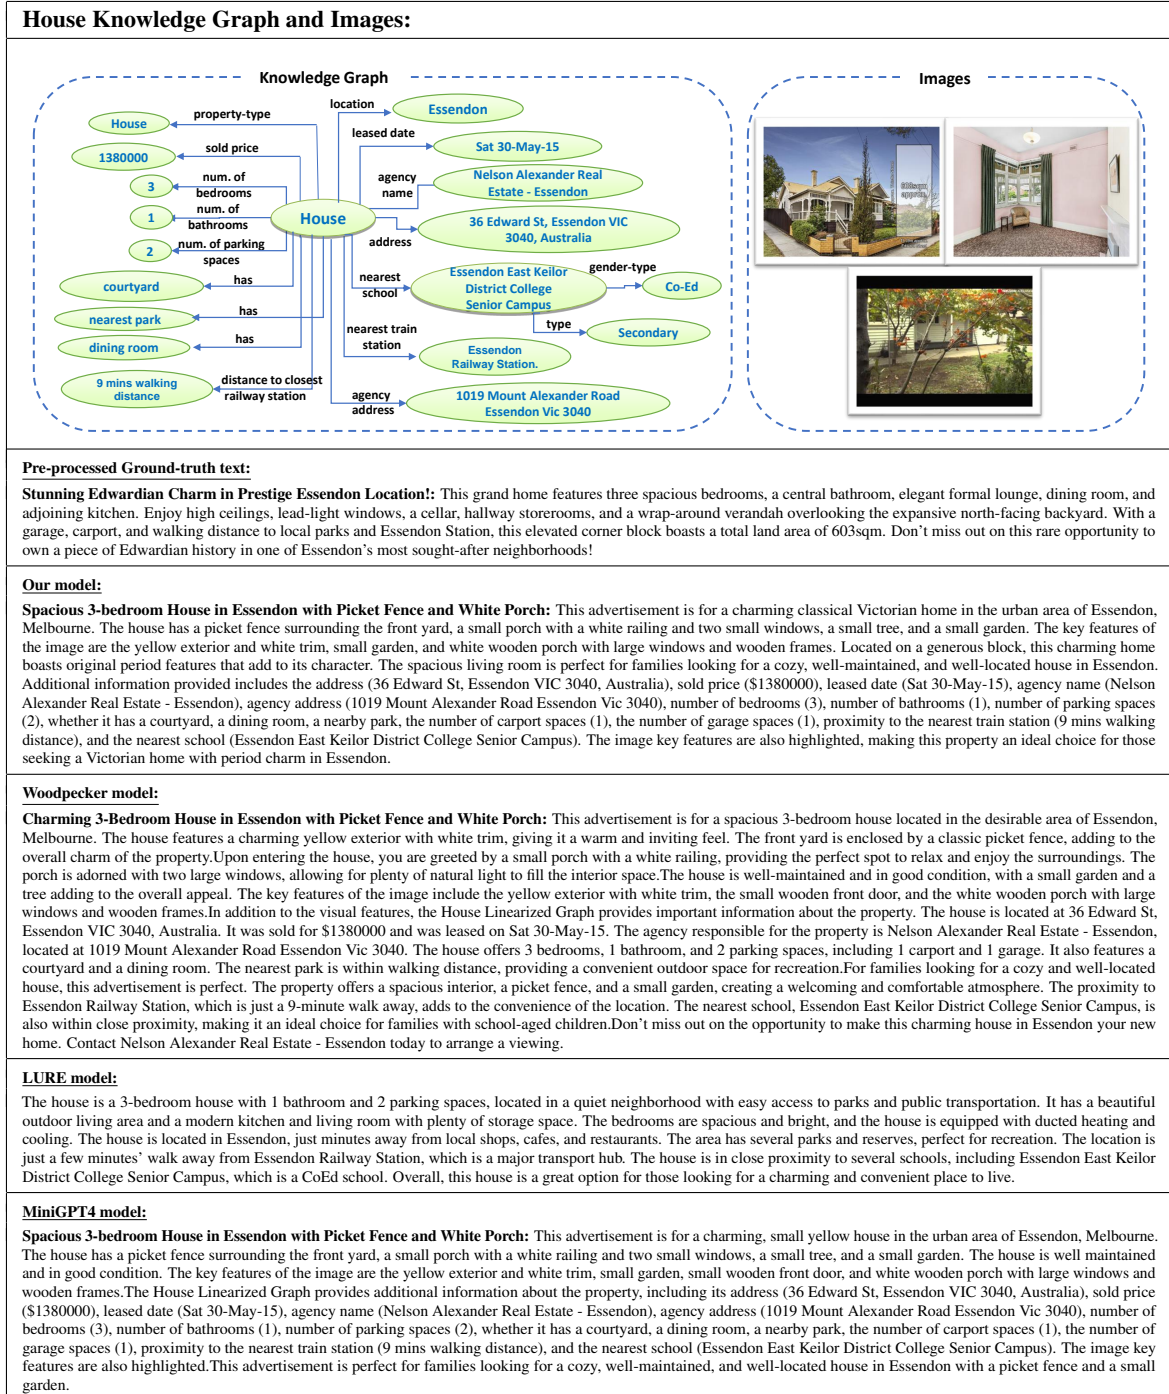 House Knowledge Graph and Images:
Knowledge Graph
Images
location
Essendon
House
property-type
leased date
1380000
sold price
Sat 30-May-15
3
num. of
bedrooms
agency
name
Nelson Alexander Real
Estate - Essendon
1
num. of
bathrooms
House
2
num. of parking
spaces
address
36 Edward St, Essendon VIC
3040, Australia
courtyard
has
nearest
school
Essendon East Keilor
District College
Senior Campus
gender-type
Co-Ed
nearest park
has
type
Secondary
dining room
has
nearest train
station
Essendon
Railway Station.
9 mins walking
distance
distance to closest
railway station
agency
address
1019 Mount Alexander Road
Essendon Vic 3040
603sqm
approx
Pre-processed Ground-truth text:
Stunning Edwardian Charm in Prestige Essendon Location!: This grand home features three spacious bedrooms, a central bathroom, elegant formal lounge, dining room, and
adjoining kitchen. Enjoy high ceilings, lead-light windows, a cellar, hallway storerooms, and a wrap-around verandah overlooking the expansive north-facing backyard. With a
garage, carport, and walking distance to local parks and Essendon Station, this elevated corner block boasts a total land area of 603sqm. Don't miss out on this rare opportunity to
own a piece of Edwardian history in one of Essendon's most sought-after neighborhoods!
Our model:
Spacious 3-bedroom House in Essendon with Picket Fence and White Porch: This advertisement is for a charming classical Victorian home in the urban area of Essendon,
Melbourne. The house has a picket fence surrounding the front yard, a small porch with a white railing and two small windows, a small tree, and a small garden. The key features of
the image are the yellow exterior and white trim, small garden, and white wooden porch with large windows and wooden frames. Located on a generous block, this charming home
boasts original period features that add to its character. The spacious living room is perfect for families looking for a cozy, well-maintained, and well-located house in Essendon.
Additional information provided includes the address (36 Edward St, Essendon VIC 3040, Australia), sold price ($1380000), leased date (Sat 30-May-15), agency name (Nelson
Alexander Real Estate - Essendon), agency address (1019 Mount Alexander Road Essendon Vic 3040), number of bedrooms (3), number of bathrooms (1), number of parking spaces
(2), whether it has a courtyard, a dining room, a nearby park, the number of carport spaces (1), the number of garage spaces (1), proximity to the nearest train station (9 mins walking
distance), and the nearest school (Essendon East Keilor District College Senior Campus). The image key features are also highlighted, making this property an ideal choice for those
seeking a Victorian home with period charm in Essendon.
Woodpecker model:
Charming 3-Bedroom House in Essendon with Picket Fence and White Porch: This advertisement is for a spacious 3-bedroom house located in the desirable area of Essendon,
Melbourne. The house features a charming yellow exterior with white trim, giving it a warm and inviting feel. The front yard is enclosed by a classic picket fence, adding to the
overall charm of the property.Upon entering the house, you are greeted by a small porch with a white railing, providing the perfect spot to relax and enjoy the surroundings. The
porch is adorned with two large windows, allowing for plenty of natural light to fill the interior space.The house is well-maintained and in good condition, with a small garden and a
tree adding to the overall appeal. The key features of the image include the yellow exterior with white trim, the small wooden front door, and the white wooden porch with large
windows and wooden frames.In addition to the visual features, the House Linearized Graph provides important information about the property. The house is located at 36 Edward St,
Essendon VIC 3040, Australia. It was sold for $1380000 and was leased on Sat 30-May-15. The agency responsible for the property is Nelson Alexander Real Estate - Essendon,
located at 1019 Mount Alexander Road Essendon Vic 3040. The house offers 3 bedrooms, 1 bathroom, and 2 parking spaces, including 1 carport and 1 garage. It also features a
courtyard and a dining room. The nearest park is within walking distance, providing a convenient outdoor space for recreation.For families looking for a cozy and well-located
house, this advertisement is perfect. The property offers a spacious interior, a picket fence, and a small garden, creating a welcoming and comfortable atmosphere. The proximity to
Essendon Railway Station, which is just a 9-minute walk away, adds to the convenience of the location. The nearest school, Essendon East Keilor District College Senior Campus, is
also within close proximity, making it an ideal choice for families with school-aged children.Don't miss out on the opportunity to make this charming house in Essendon your new
home. Contact Nelson Alexander Real Estate - Essendon today to arrange a viewing.
LURE model:
The house is a 3-bedroom house with 1 bathroom and 2 parking spaces, located in a quiet neighborhood with easy access to parks and public transportation. It has a beautiful
outdoor living area and a modern kitchen and living room with plenty of storage space. The bedrooms are spacious and bright, and the house is equipped with ducted heating and
cooling. The house is located in Essendon, just minutes away from local shops, cafes, and restaurants. The area has several parks and reserves, perfect for recreation. The location is
just a few minutes' walk away from Essendon Railway Station, which is a major transport hub. The house is in close proximity to several schools, including Essendon East Keilor
District College Senior Campus, which is a CoEd school. Overall, this house is a great option for those looking for a charming and convenient place to live.
MiniGPT4 model:
Spacious 3-bedroom House in Essendon with Picket Fence and White Porch: This advertisement is for a charming, small yellow house in the urban area of Essendon, Melbourne.
The house has a picket fence surrounding the front yard, a small porch with a white railing and two small windows, a small tree, and a small garden. The house is well maintained
and in good condition. The key features of the image are the yellow exterior and white trim, small garden, small wooden front door, and white wooden porch with large windows and
wooden frames.The House Linearized Graph provides additional information about the property, including its address (36 Edward St, Essendon VIC 3040, Australia), sold price
($1380000), leased date (Sat 30-May-15), agency name (Nelson Alexander Real Estate - Essendon), agency address (1019 Mount Alexander Road Essendon Vic 3040), number of
bedrooms (3), number of bathrooms (1), number of parking spaces (2), whether it has a courtyard, a dining room, a nearby park, the number of carport spaces (1), the number of
garage spaces (1), proximity to the nearest train station (9 mins walking distance), and the nearest school (Essendon East Keilor District College Senior Campus). The image key
features are also highlighted.This advertisement is perfect for families looking for a cozy, well-maintained, and well-located house in Essendon with a picket fence and a small
garden.